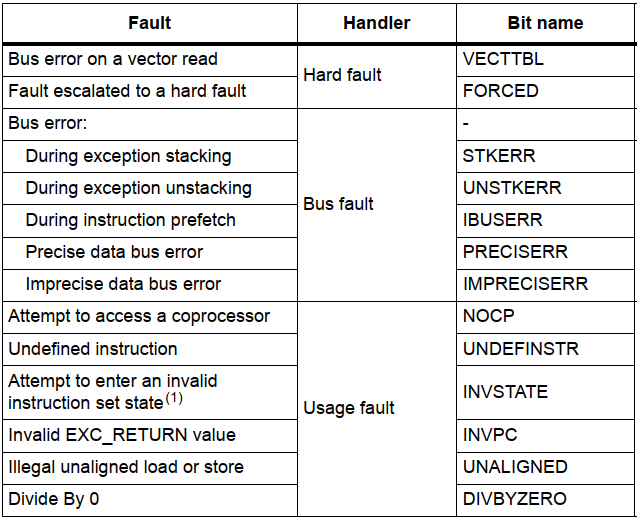 Fault Handler Bit name
Bus error on a vector read VECTTBL
Hard fault
Fault escalated to a hard fault FORCED
Bus error: -
During exception stacking STKERR
During exception unstacking UNSTKERR
Bus fault
During instruction prefetch IBUSERR
Precise data bus error PRECISERR
Imprecise data bus error IMPRECISERR
Attempt to access a coprocessor NOCP
Undefined instruction UNDEFINSTR
Attempt to enter an invalid
instruction set state(1) INVSTATE
Usage fault
Invalid EXC_RETURN value INVPC
Illegal unaligned load or store UNALIGNED
Divide By 0 DIVBYZERO